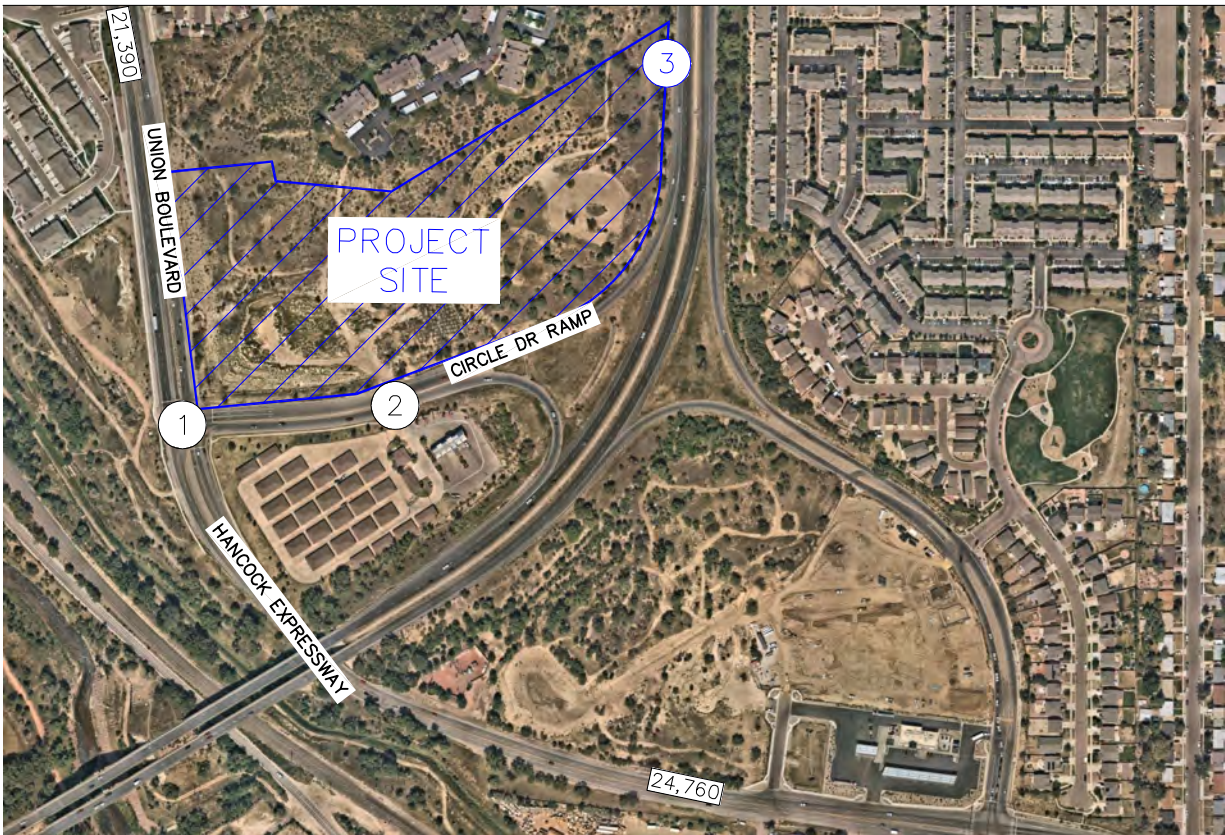 21,390
3
UNION BOULEVARD
PROJECT
SITE
CIRCLE DR RAMP
2
1
HANCOCK EXPRESSWAY
24,760